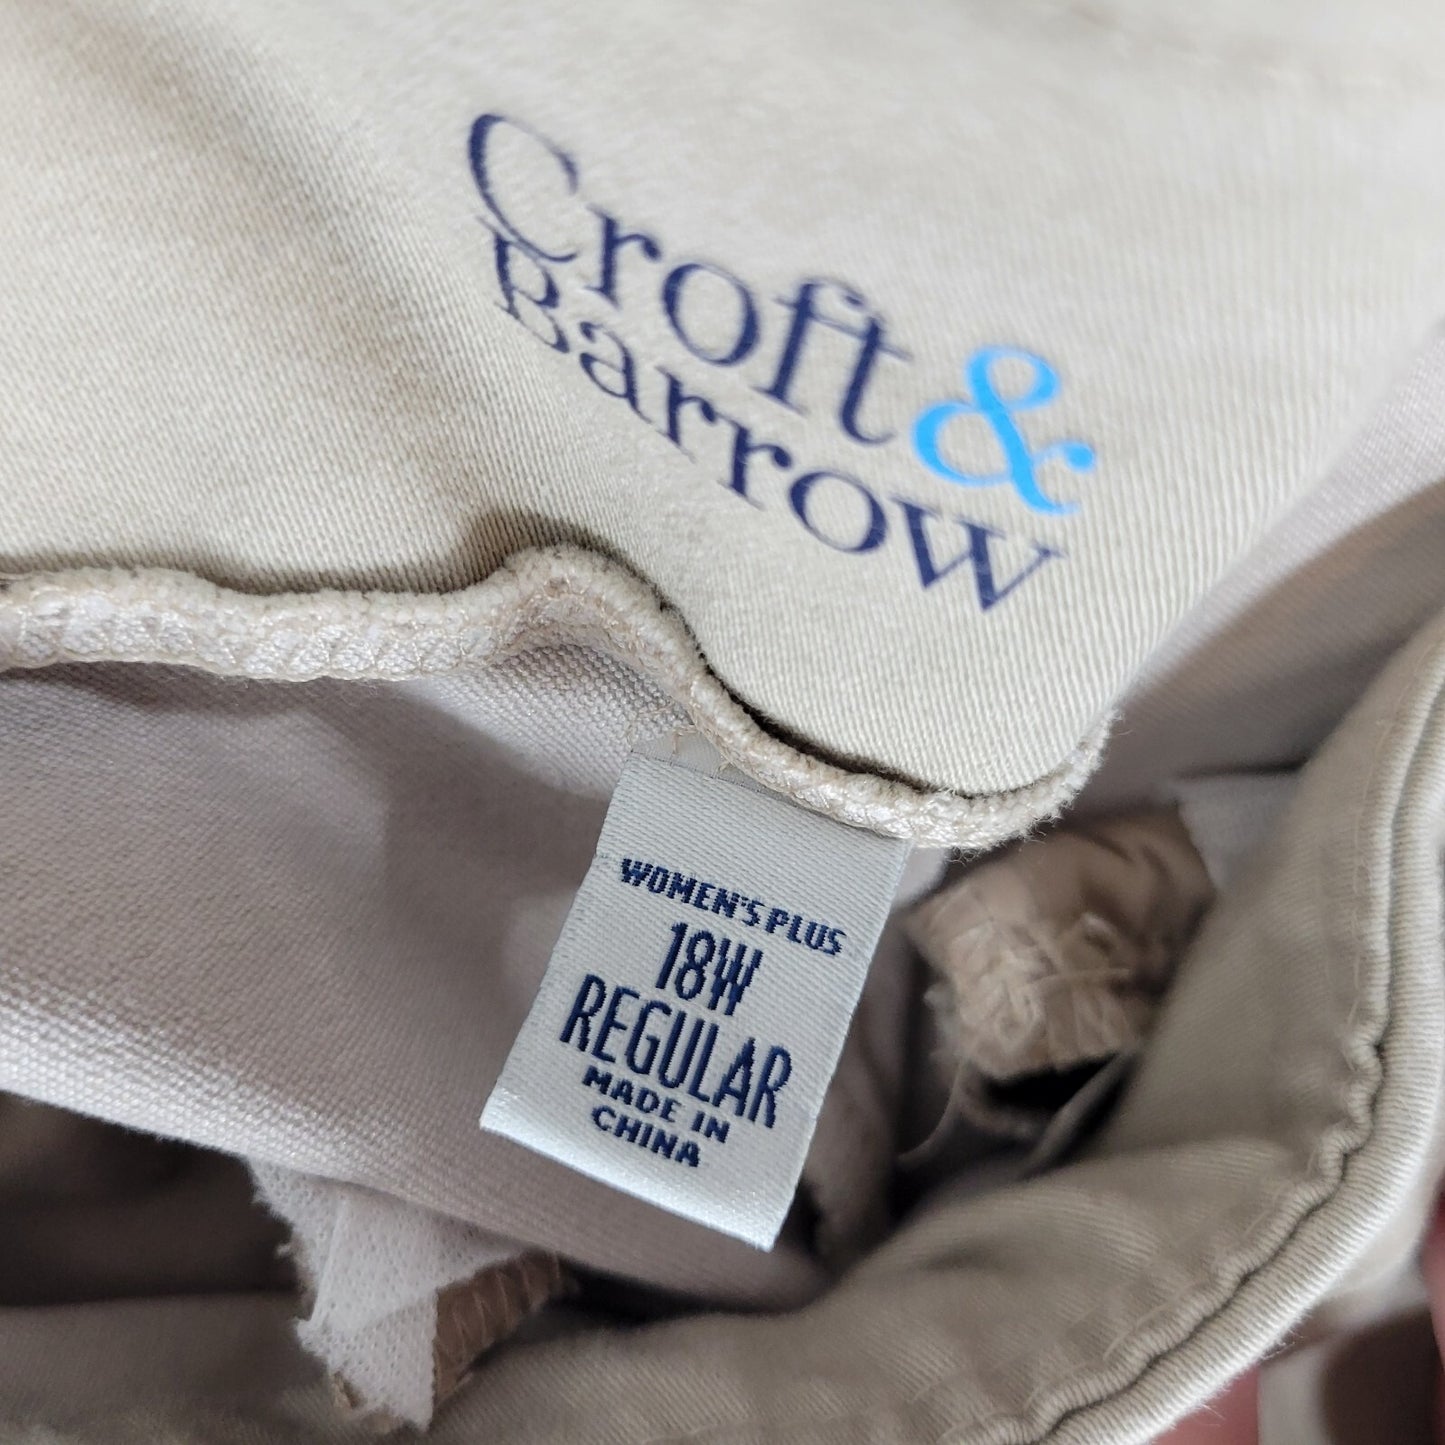 Croft &
Barrow
WOMEN'S PLUS
18W
REGULAR
MADE IN
CHINA